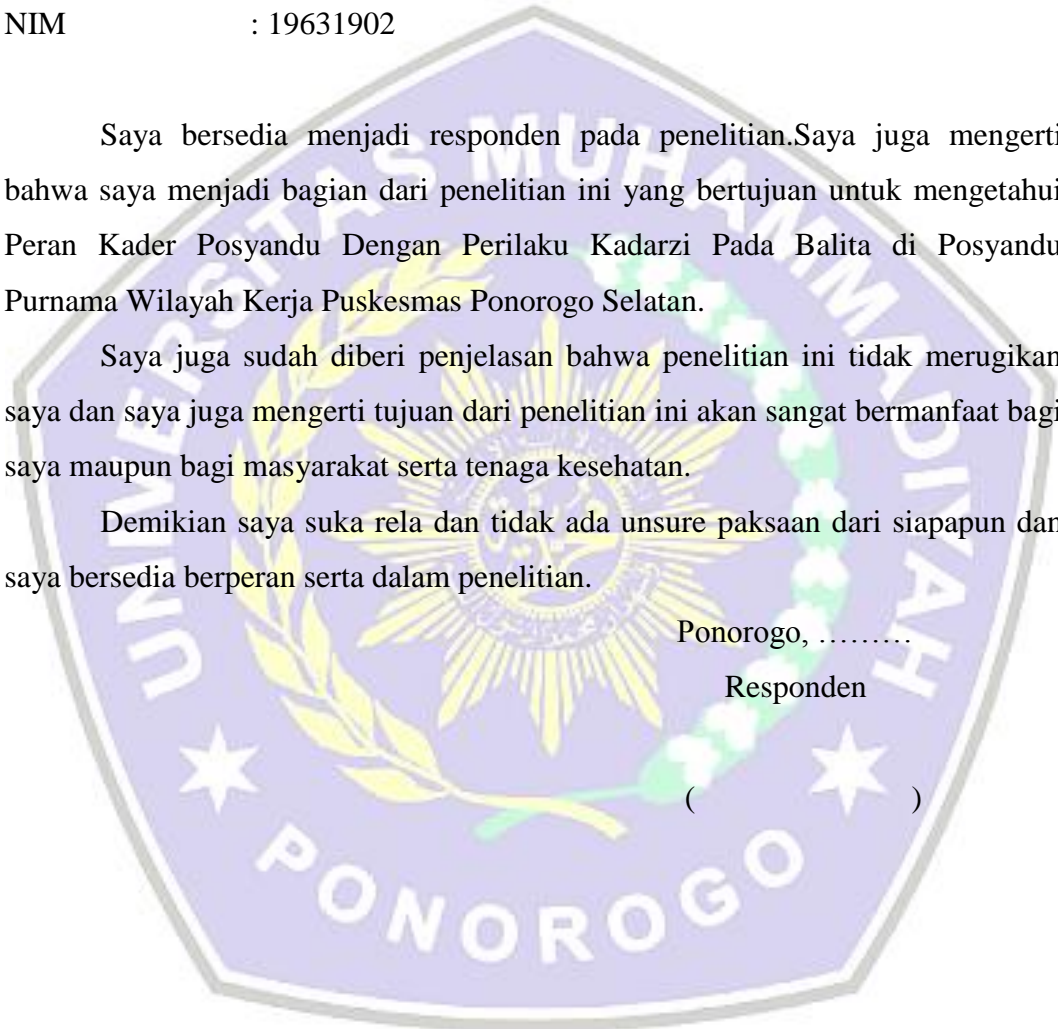 NIM : 19631902
Saya bersedia menjadi responden pada penelitian.Saya juga mengerti
bahwa saya menjadi bagian dari penelitian ini yang bertujuan untuk mengetahui
Peran Kader Posyandu Dengan Perilaku Kadarzi Pada Balita di Posyandu
Purnama Wilayah Kerja Puskesmas Ponorogo Selatan.
Saya juga sudah diberi penjelasan bahwa penelitian ini tidak merugikan
saya dan saya juga mengerti tujuan dari penelitian ini akan sangat bermanfaat bagi
saya maupun bagi masyarakat serta tenaga kesehatan.
Demikian saya suka rela dan tidak ada unsure paksaan dari siapapun dan
saya bersedia berperan serta dalam penelitian.
Ponorogo, ………
Responden
( )
UNIVERSITAS MUHAMMADIYAH
PONOROGO